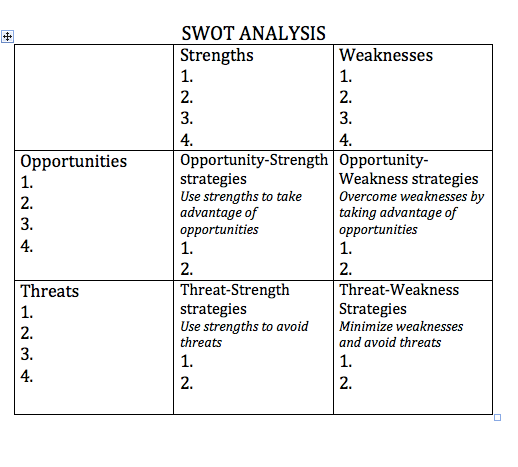 SWOT ANALYSIS
Strengths
1.
2.
3.
4.
Weaknesses
1.
2.
3.
4.
Opportunities
1.
2.
3.
4.
Opportunity-Strength
strategies
Use strengths to take
advantage of
opportunities
1.
2.
Opportunity-
Weakness strategies
Overcome weaknesses by
taking advantage of
opportunities
1.
2.
Threats
1.
2.
3.
4.
Threat-Strength
strategies
Use strengths to avoid
threats
1.
2.
Threat-Weakness
Strategies
Minimize weaknesses
and avoid threats
1.
2.